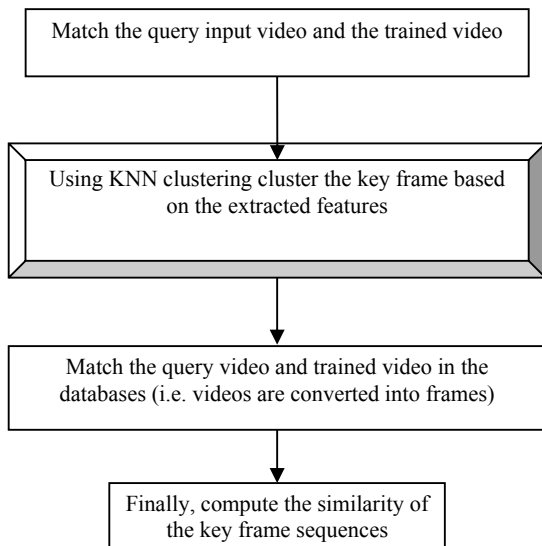 Match the query input video and the trained video
Using KNN clustering cluster the key frame based
on the extracted features
Match the query video and trained video in the
databases (i.e. videos are converted into frames)
Finally, compute the similarity of
the key frame sequences